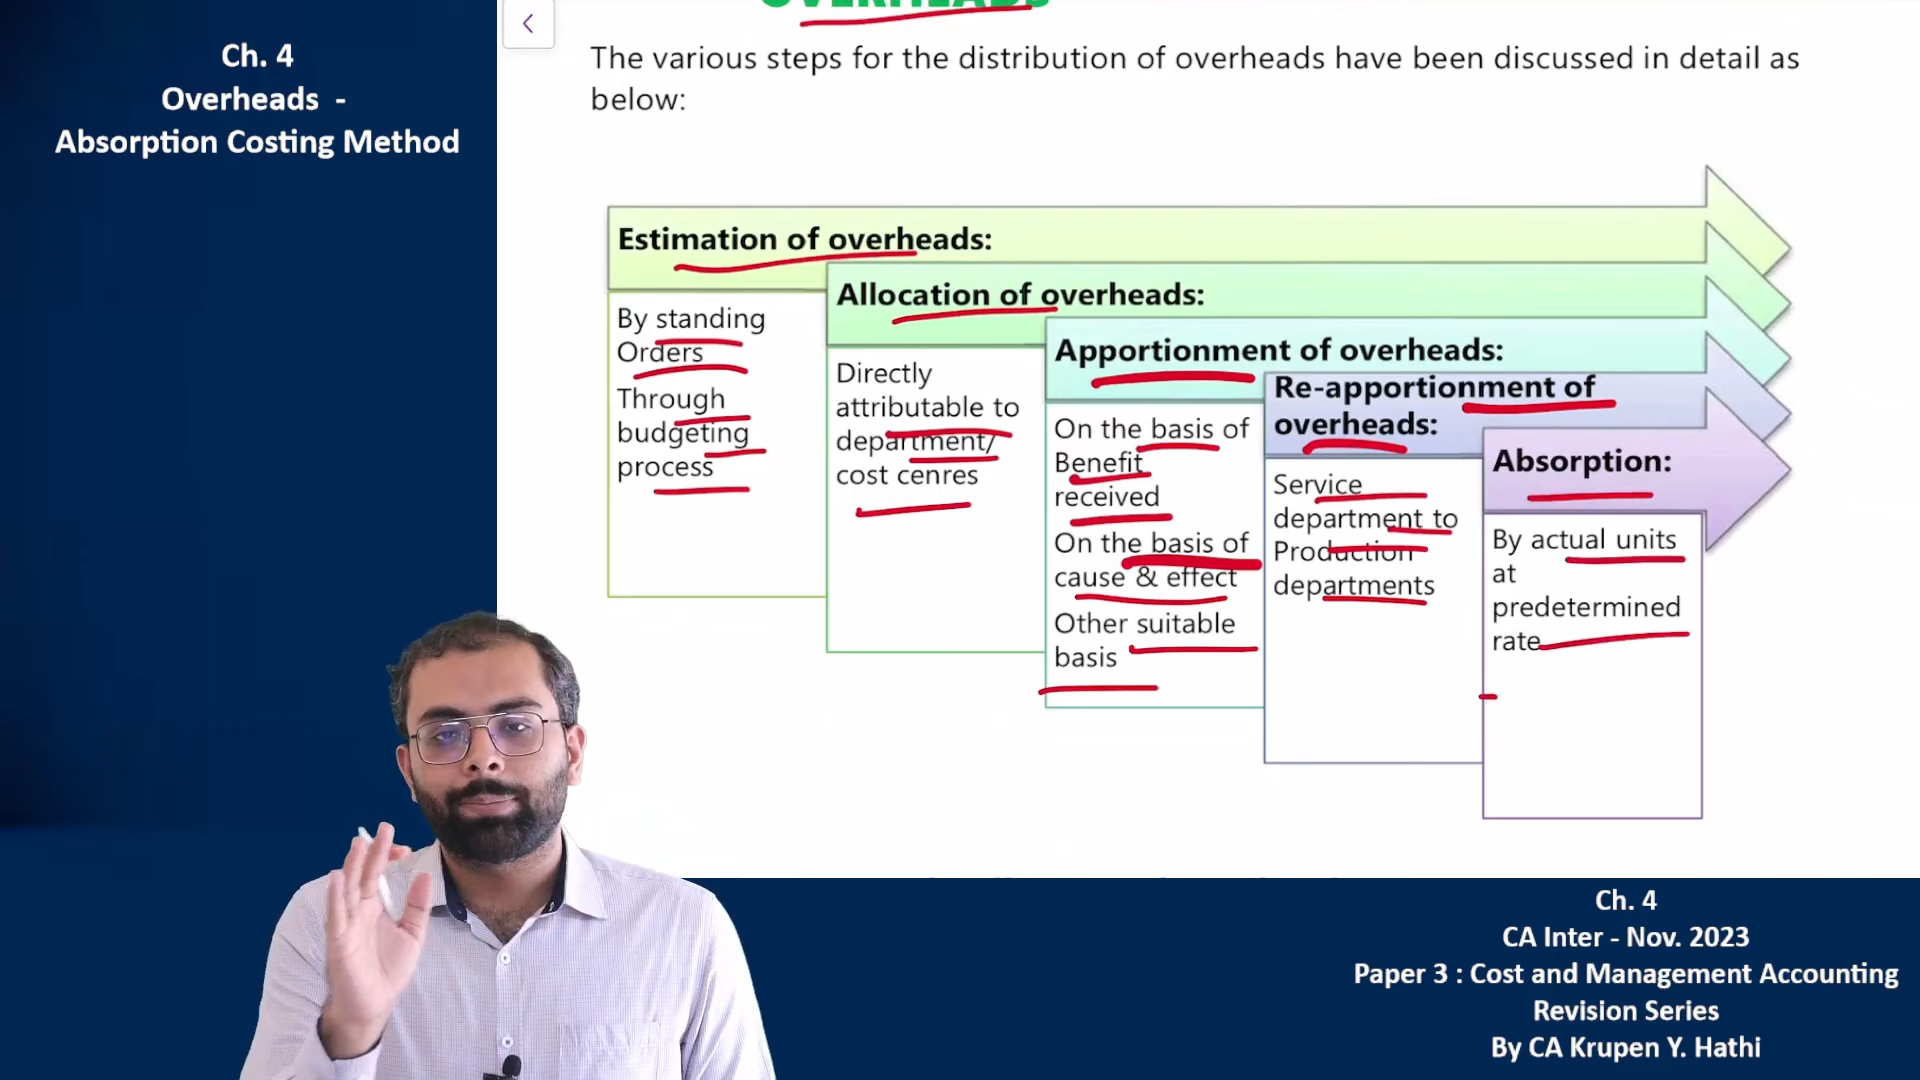 Ch. 4
Overheads -
Absorption Costing Method
OVERHEADS
The various steps for the distribution of overheads have been discussed in detail as
below:
Estimation of overheads:
By standing
Orders
Through
budgeting
process
Allocation of overheads:
Directly
attributable to
department/
cost cenres
Apportionment of overheads:
On the basis of
Benefit
received
On the basis of
cause & effect
Other suitable
basis
Re-apportionment of
overheads:
Service
department to
Production
departments
Absorption:
By actual units
at
predetermined
rate
Ch. 4
CA Inter - Nov. 2023
Paper 3 : Cost and Management Accounting
Revision Series
By CA Krupen Y. Hathi